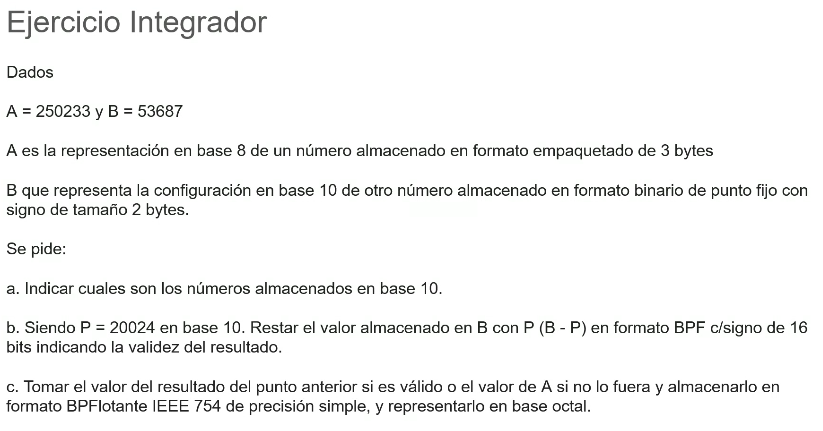 Ejercicio Integrador
Dados
A = 250233 y B = 53687
A es la representación en base 8 de un número almacenado en formato empaquetado de 3 bytes
B que representa la configuración en base 10 de otro número almacenado en formato binario de punto fijo con
signo de tamaño 2 bytes.
Se pide:
a. Indicar cuales son los números almacenados en base 10.
b. Siendo P = 20024 en base 10. Restar el valor almacenado en B con P (B - P) en formato BPF c/signo de 16
bits indicando la validez del resultado.
c. Tomar el valor del resultado del punto anterior si es válido o el valor de A si no lo fuera y almacenarlo en
formato BPFlotante IEEE 754 de precisión simple, y representarlo en base octal.